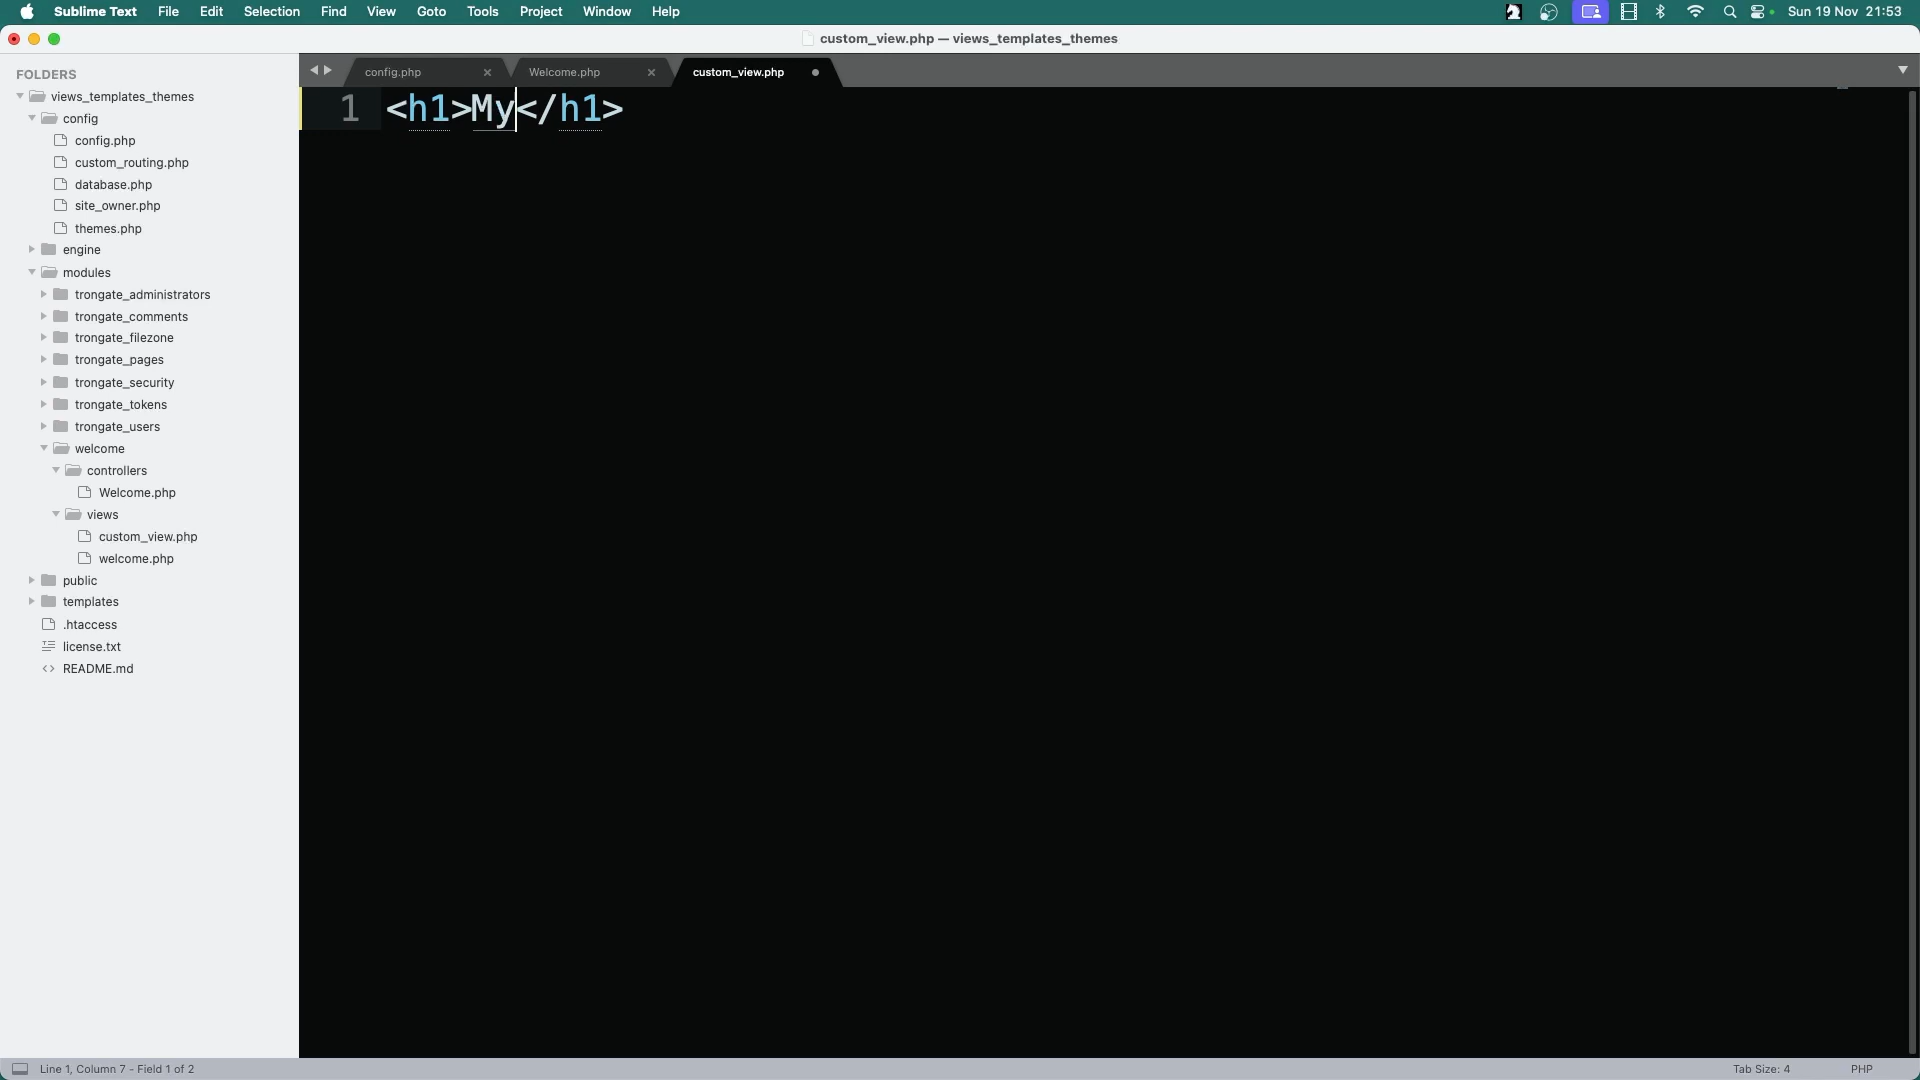 Sublime Text File Edit Selection Find View Goto Tools Project Window Help Sun 19 Nov 21:53
custom_view.php — views_templates_themes
FOLDERS
views_templates_themes
config
config.php
custom_routing.php
database.php
site_owner.php
themes.php
engine
modules
trongate_administrators
trongate_comments
trongate_filezone
trongate_pages
trongate_security
trongate_tokens
trongate_users
welcome
controllers
Welcome.php
views
custom_view.php
welcome.php
public
templates
.htaccess
license.txt
README.md
config.php Welcome.php custom_view.php
1 <h1>My</h1>
Line 1, Column 7 - Field 1 of 2 Tab Size: 4 PHP